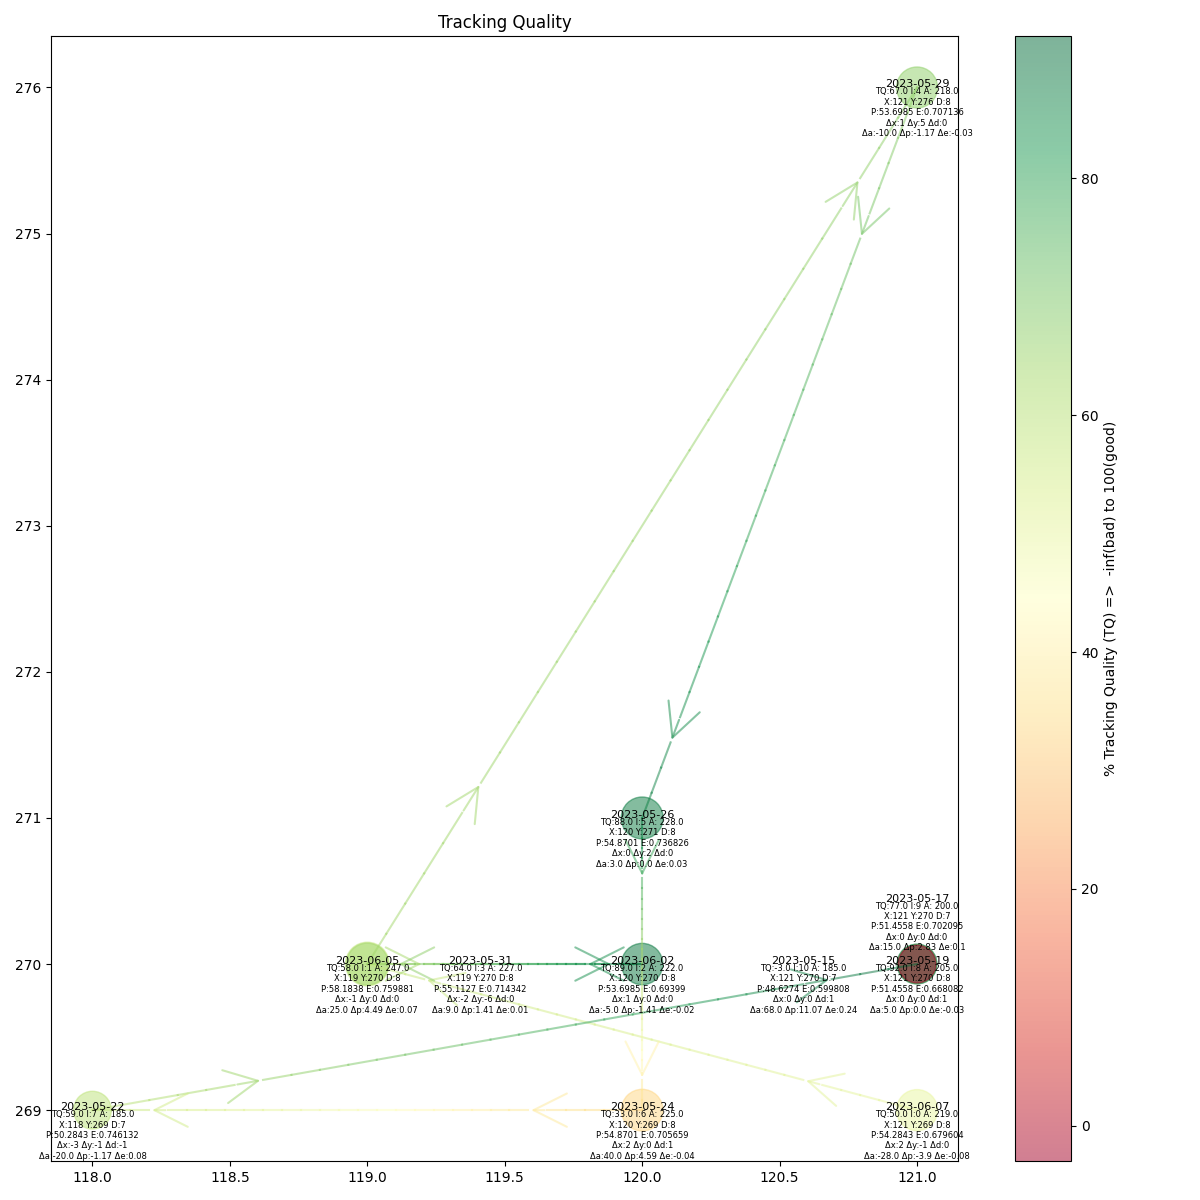 Tracking Quality
276
275
274
273
272
271
270
269
2023-05-29
TQ:67.0 I:4 A: 218.0
X:121 Y:276 D:8
P:53.6985 E:0.707136
Δx:1 Δy:5 Δd:0
Δa:-10.0 Δp:-1.17 Δe:-0.03
2023-05-26
TQ:88.0 I:5 A: 228.0
X:120 Y:271 D:8
P:54.8701 E:0.736826
Δx:0 Δy:2 Δd:0
Δa:3.0 Δp:0.0 Δe:0.03
2023-05-17
TQ:77.0 I:9 A: 200.0
X:121 Y:270 D:7
P:51.4558 E:0.702095
Δx:0 Δy:0 Δd:0
Δa:15.0 Δp:2.83 Δe:0.1
2023-06-05
TQ:58.0 I:1 A: 247.0
X:119 Y:270 D:8
P:58.1838 E:0.759881
Δx:-1 Δy:0 Δd:0
Δa:25.0 Δp:4.49 Δe:0.07
2023-05-31
TQ:64.0 I:3 A: 227.0
X:119 Y:270 D:8
P:55.1127 E:0.714342
Δx:-2 Δy:-6 Δd:0
Δa:9.0 Δp:1.41 Δe:0.01
2023-06-02
TQ:89.0 I:2 A: 222.0
X:120 Y:270 D:8
P:53.6985 E:0.69399
Δx:1 Δy:0 Δd:0
Δa:-5.0 Δp:-1.41 Δe:-0.02
2023-05-15
TQ:-3.0 I:10 A: 185.0
X:121 Y:270 D:7
P:48.6274 E:0.599808
Δx:0 Δy:0 Δd:1
Δa:68.0 Δp:11.07 Δe:0.24
2023-05-19
TQ:92.0 I:8 A: 205.0
X:121 Y:270 D:8
P:51.4558 E:0.668082
Δx:0 Δy:0 Δd:1
Δa:5.0 Δp:0.0 Δe:-0.03
2023-05-22
TQ:59.0 I:7 A: 185.0
X:118 Y:269 D:7
P:50.2843 E:0.746132
Δx:-3 Δy:-1 Δd:-1
Δa:-20.0 Δp:-1.17 Δe:0.08
2023-05-24
TQ:33.0 I:6 A: 225.0
X:120 Y:269 D:8
P:54.8701 E:0.705659
Δx:2 Δy:0 Δd:1
Δa:40.0 Δp:4.59 Δe:-0.04
2023-06-07
TQ:50.0 I:0 A: 219.0
X:121 Y:269 D:8
P:54.2843 E:0.679604
Δx:2 Δy:-1 Δd:0
Δa:-28.0 Δp:-3.9 Δe:-0.08
118.0
118.5
119.0
119.5
120.0
120.5
121.0
80
60
40
20
0
% Tracking Quality (TQ) => -inf(bad) to 100(good)